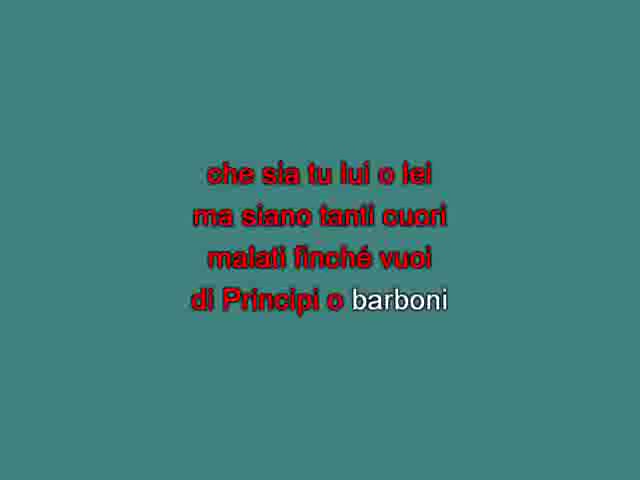 che sia tu lui o lei
ma siano tanti cuori
malati finché vuoi
di Principi o barboni